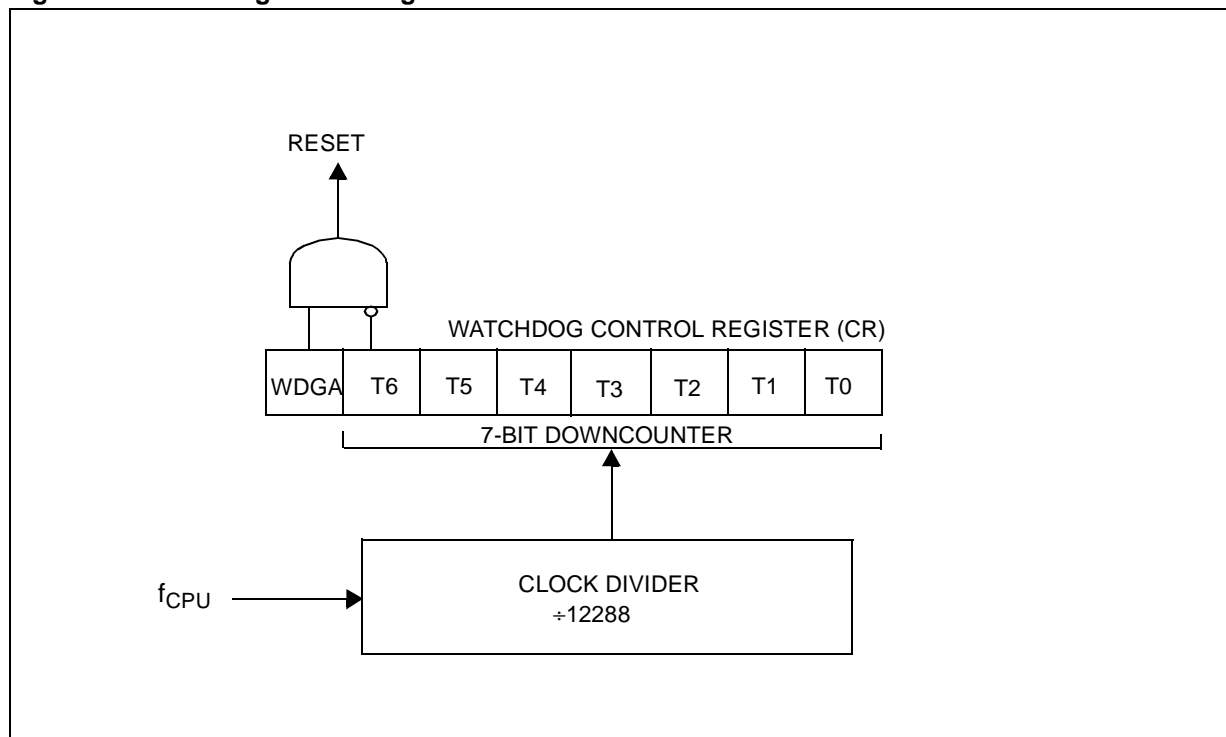 RESET
WATCHDOG CONTROL REGISTER (CR)
WDGA T6 T5 T4 T3 T2 T1 T0
7-BIT DOWNCOUNTER
fCPU
CLOCK DIVIDER
÷12288